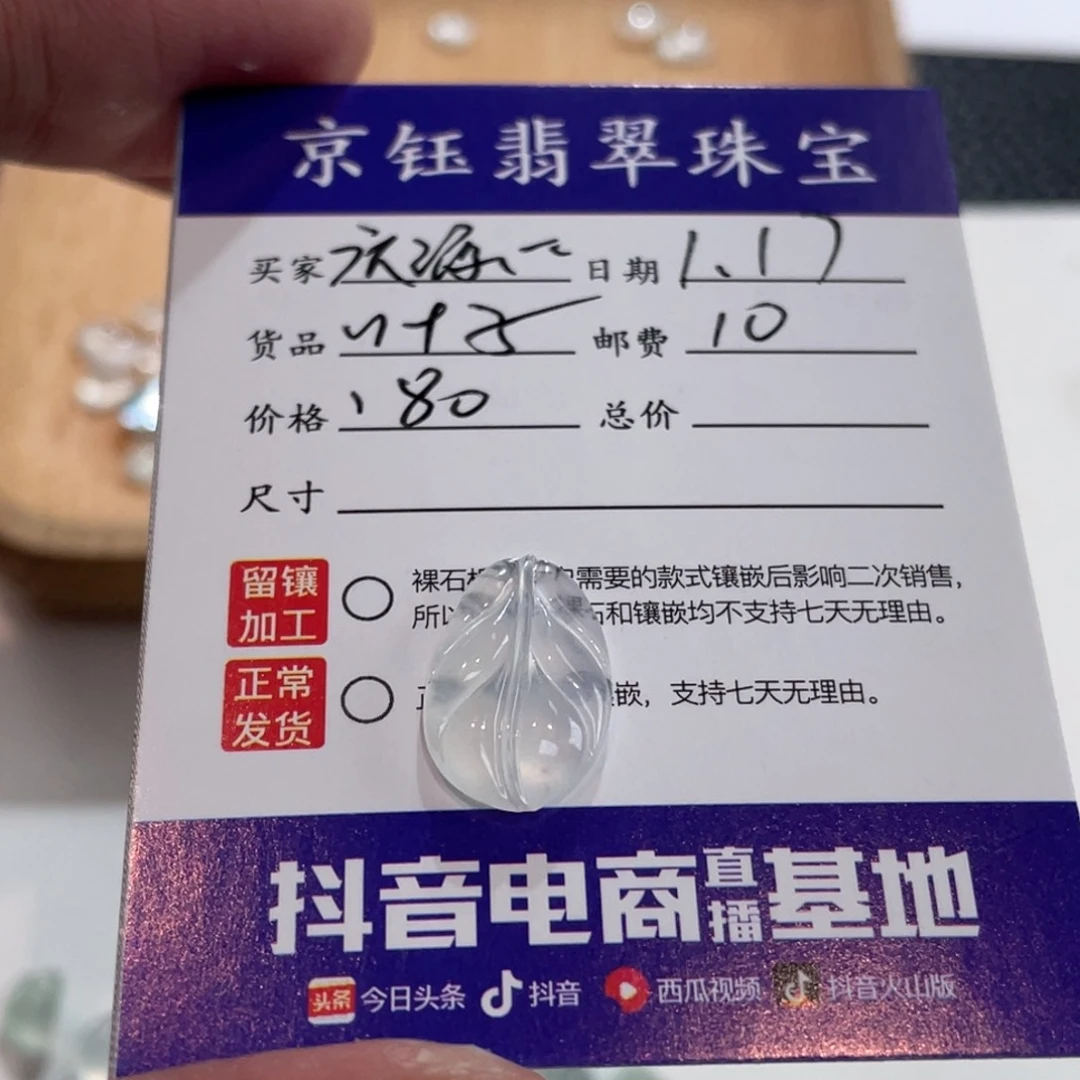 京钰翡翠珠宝
买家 日期 1.17
货品 叶子 邮费 10
价格 180 总价
尺寸
留镶加工 裸石 需要的款式镶嵌后影响二次销售，
所以 石和镶嵌均不支持七天无理由。
正常发货 嵌，支持七天无理由。
抖音电商直播基地
头条 今日头条 抖音 西瓜视频 抖音火山版